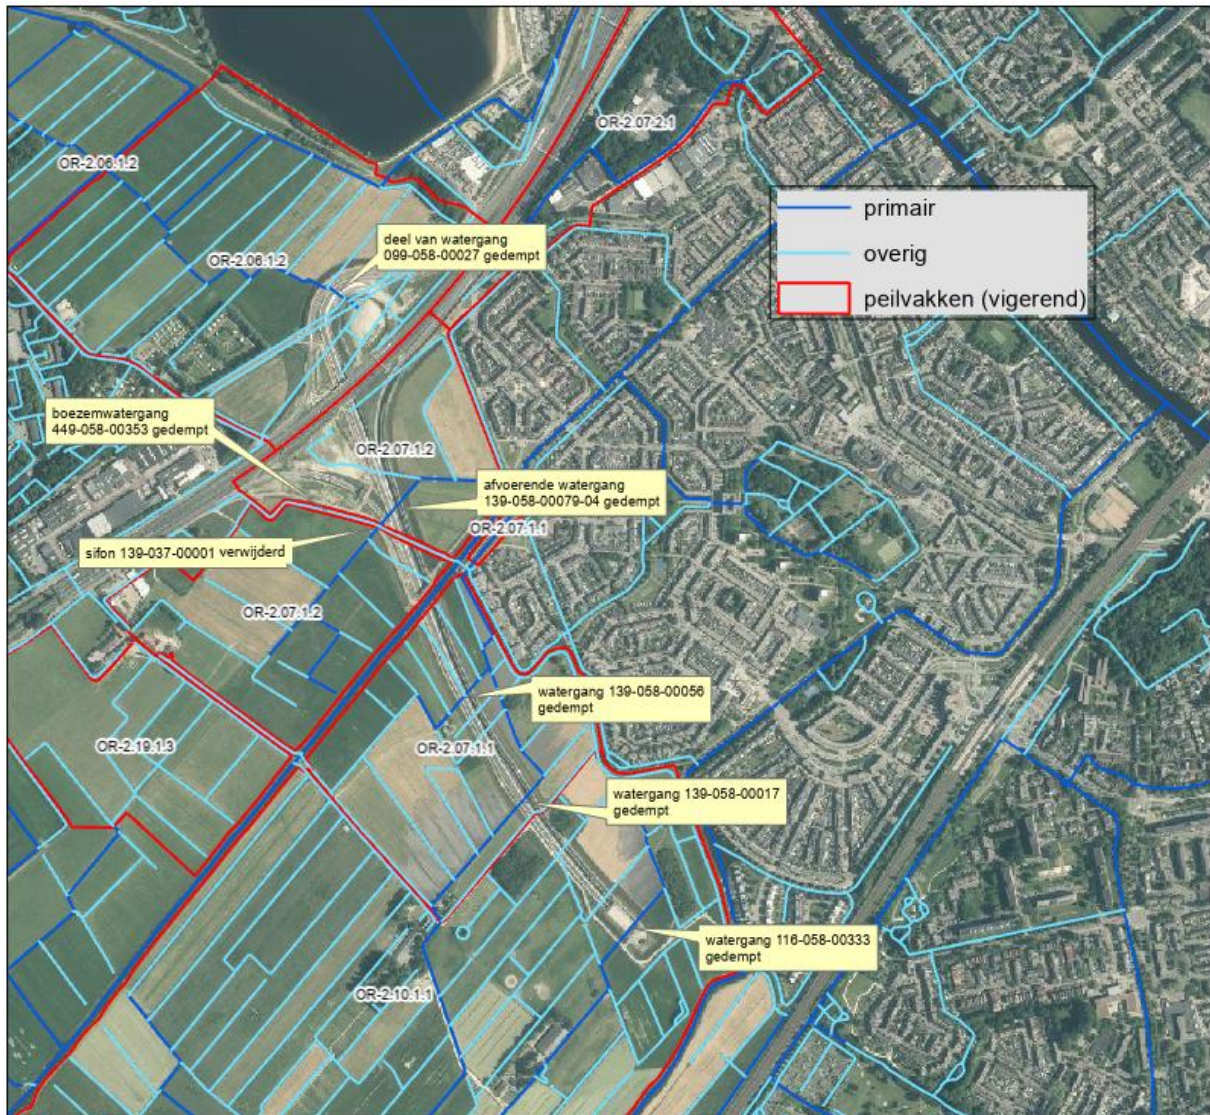 OR-2.07.2.1
OR-2.06.1.2
primair
deel van watergang
099-058-00027 gedempt
OR-2.06.1.2
overig
peilvakken (vigerend)
boezemwatergang
449-058-00353 gedempt
OR-2.07.1.2
afvoerende watergang
139-058-00079-04 gedempt
OR-2.07.1.1
sifon 139-037-00001 verwijderd
OR-2.07.1.2
watergang 139-058-00056
gedempt
OR-2.19.1.3
OR-2.07.1.1
watergang 139-058-00017
gedempt
watergang 116-058-00333
gedempt
OR-2.10.1.1